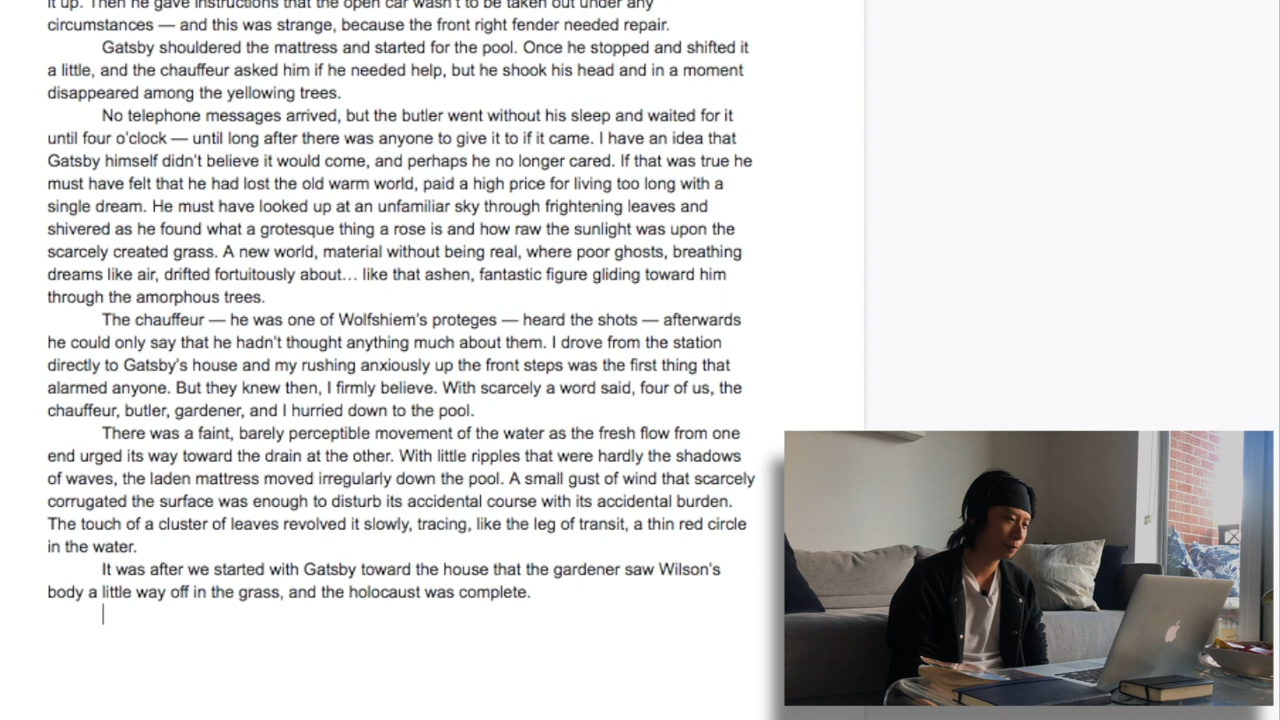 it up. Then he gave instructions that the open car wasn't to be taken out under any
circumstances — and this was strange, because the front right fender needed repair.
Gatsby shouldered the mattress and started for the pool. Once he stopped and shifted it
a little, and the chauffeur asked him if he needed help, but he shook his head and in a moment
disappeared among the yellowing trees.
No telephone messages arrived, but the butler went without his sleep and waited for it
until four o'clock — until long after there was anyone to give it to if it came. I have an idea that
Gatsby himself didn't believe it would come, and perhaps he no longer cared. If that was true he
must have felt that he had lost the old warm world, paid a high price for living too long with a
single dream. He must have looked up at an unfamiliar sky through frightening leaves and
shivered as he found what a grotesque thing a rose is and how raw the sunlight was upon the
scarcely created grass. A new world, material without being real, where poor ghosts, breathing
dreams like air, drifted fortuitously about… like that ashen, fantastic figure gliding toward him
through the amorphous trees.
The chauffeur — he was one of Wolfshiem's proteges — heard the shots — afterwards
he could only say that he hadn't thought anything much about them. I drove from the station
directly to Gatsby's house and my rushing anxiously up the front steps was the first thing that
alarmed anyone. But they knew then, I firmly believe. With scarcely a word said, four of us, the
chauffeur, butler, gardener, and I hurried down to the pool.
There was a faint, barely perceptible movement of the water as the fresh flow from one
end urged its way toward the drain at the other. With little ripples that were hardly the shadows
of waves, the laden mattress moved irregularly down the pool. A small gust of wind that scarcely
corrugated the surface was enough to disturb its accidental course with its accidental burden.
The touch of a cluster of leaves revolved it slowly, tracing, like the leg of transit, a thin red circle
in the water.
It was after we started with Gatsby toward the house that the gardener saw Wilson's
body a little way off in the grass, and the holocaust was complete.